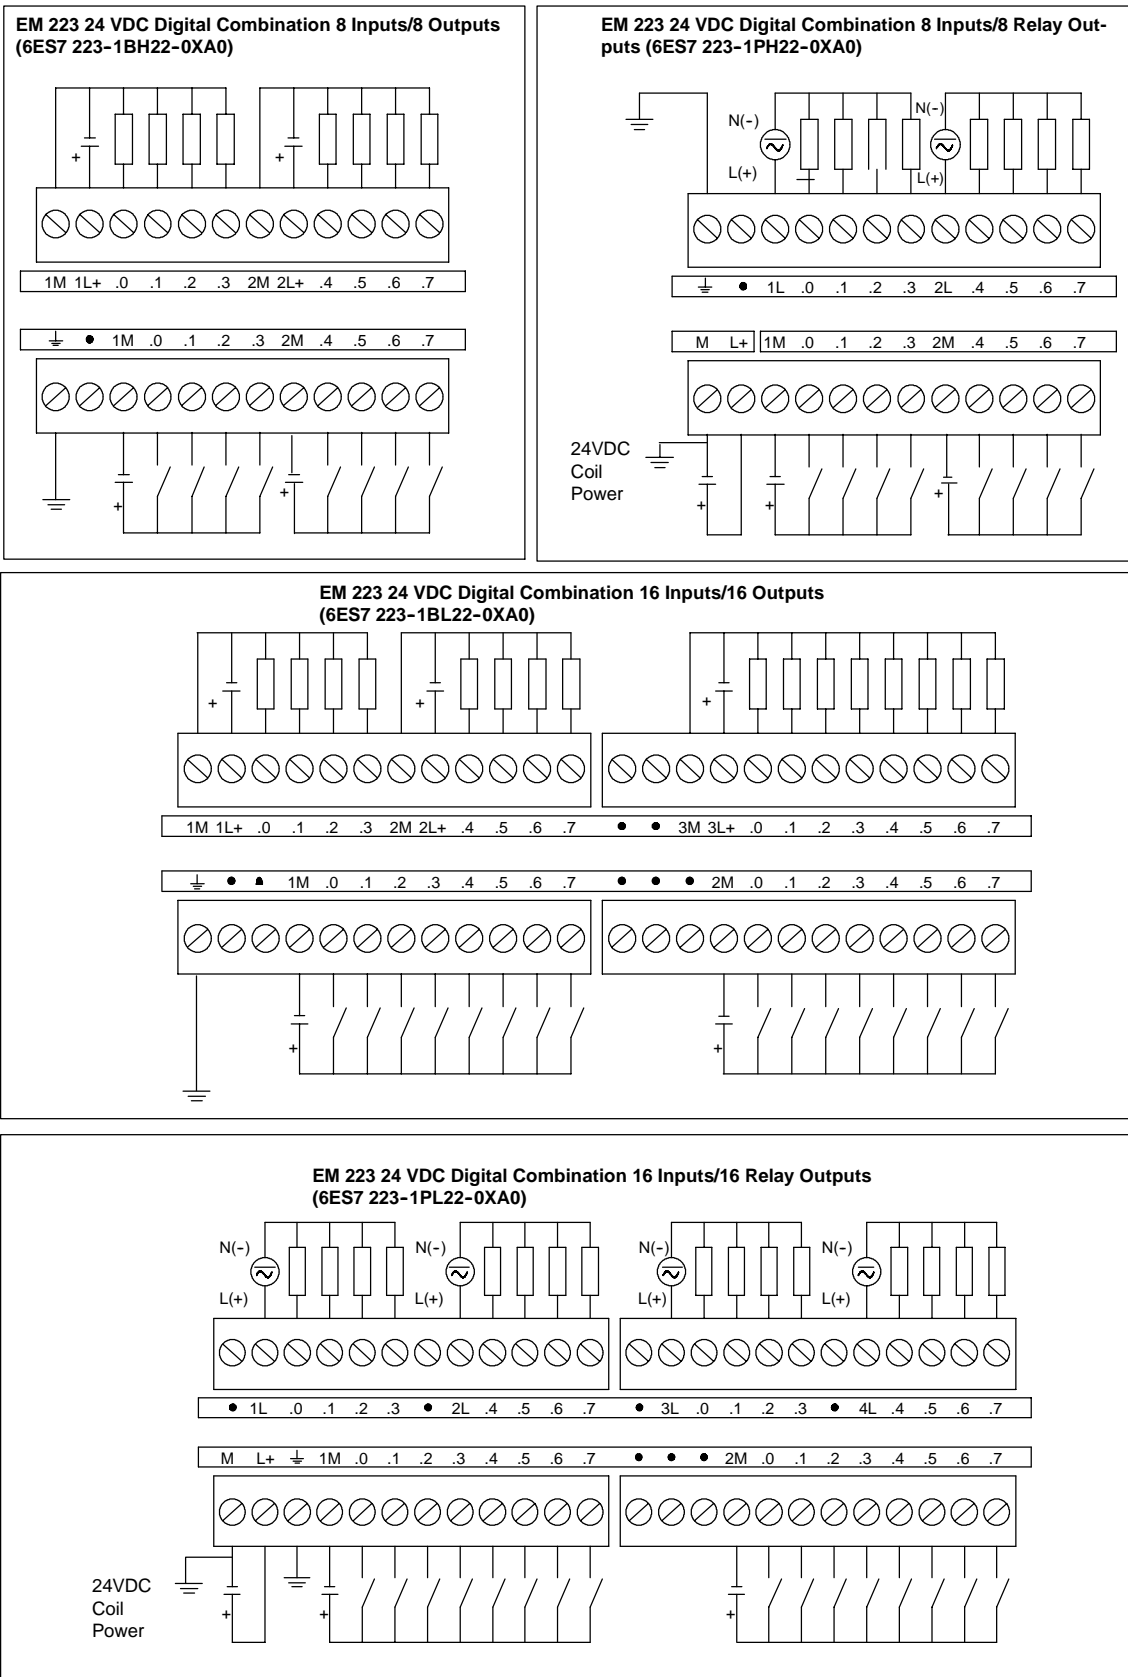 EM 223 24 VDC Digital Combination 8 Inputs/8 Outputs
(6ES7 223-1BH22-0XA0)
+ +
1M 1L+ .0 .1 .2 .3 2M 2L+ .4 .5 .6 .7
● 1M .0 .1 .2 .3 2M .4 .5 .6 .7
+ +
EM 223 24 VDC Digital Combination 8 Inputs/8 Relay Out-
puts (6ES7 223-1PH22-0XA0)
N(-) N(-)
L(+) L(+)
● 1L .0 .1 .2 .3 2L .4 .5 .6 .7
M L+ 1M .0 .1 .2 .3 2M .4 .5 .6 .7
24VDC
Coil
Power
+ + +
EM 223 24 VDC Digital Combination 16 Inputs/16 Outputs
(6ES7 223-1BL22-0XA0)
+ + +
1M 1L+ .0 .1 .2 .3 2M 2L+ .4 .5 .6 .7 ● ● 3M 3L+ .0 .1 .2 .3 .4 .5 .6 .7
● ● 1M .0 .1 .2 .3 .4 .5 .6 .7 ● ● ● 2M .0 .1 .2 .3 .4 .5 .6 .7
+ +
EM 223 24 VDC Digital Combination 16 Inputs/16 Relay Outputs
(6ES7 223-1PL22-0XA0)
N(-) N(-) N(-) N(-)
L(+) L(+) L(+) L(+)
● 1L .0 .1 .2 .3 ● 2L .4 .5 .6 .7 ● 3L .0 .1 .2 .3 ● 4L .4 .5 .6 .7
M L+ 1M .0 .1 .2 .3 .4 .5 .6 .7 ● ● ● 2M .0 .1 .2 .3 .4 .5 .6 .7
24VDC
Coil
Power
+ + +